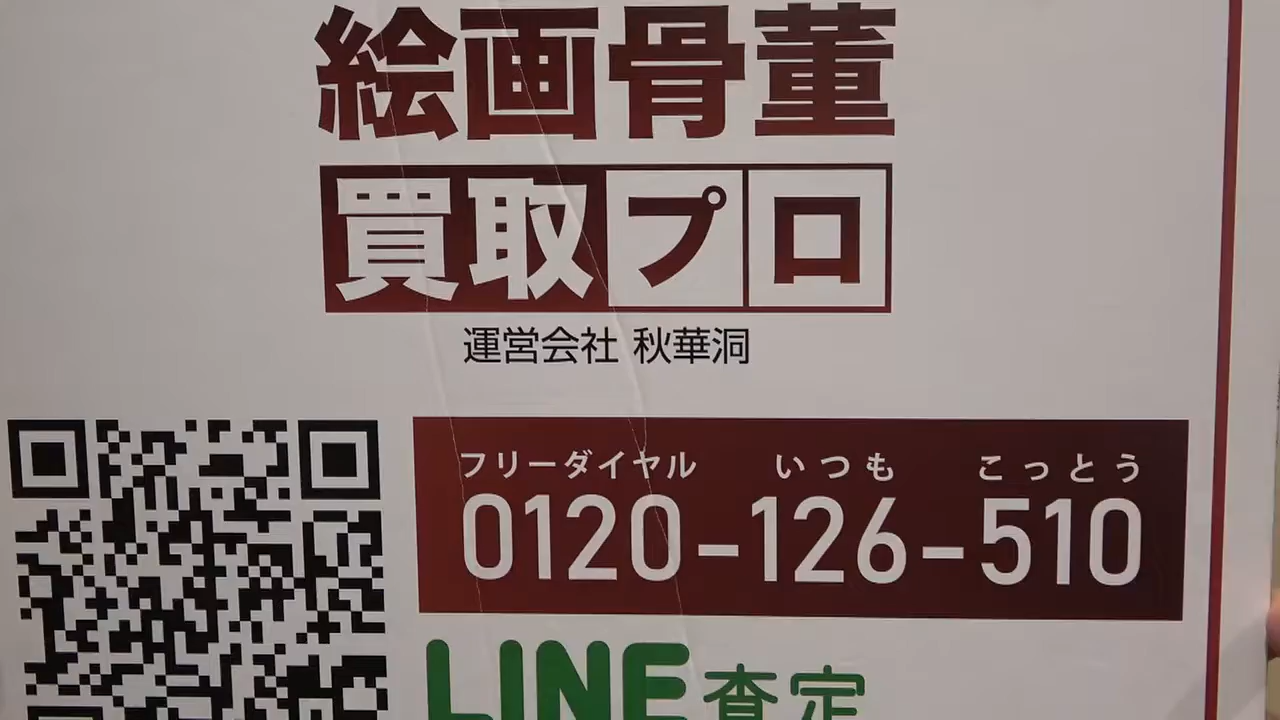 絵画骨董
買取プロ
運営会社 秋華洞
フリーダイヤル いつも こっとう
0120-126-510
LINE査定